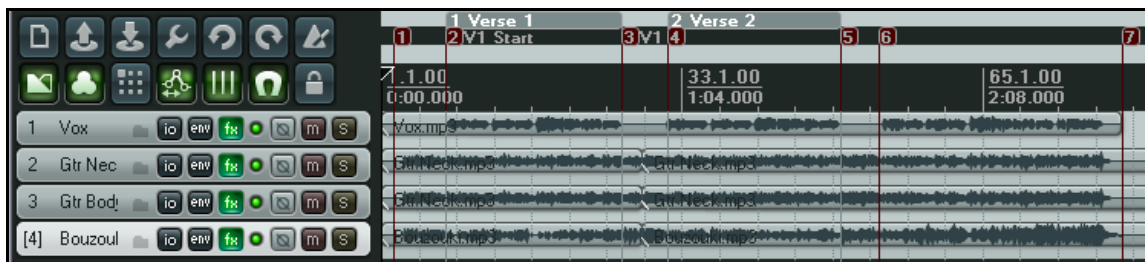 1 Verse 1 2 Verse 2
1 2 V1 Start 3 V1 4 5 6 7
.1.00 33.1.00 65.1.00
0:00.000 1:04.000 2:08.000
1 Vox io env fx m S Vox.mp3
2 Gtr Nec io env fx m S Gtr Neck.mp3 Gtr Neck.mp3
3 Gtr Body io env fx m S Gtr Neck.mp3 Gtr Neck.mp3
[4] Bouzoul io env fx m S Bouzouki.mp3 Bouzouki.mp3